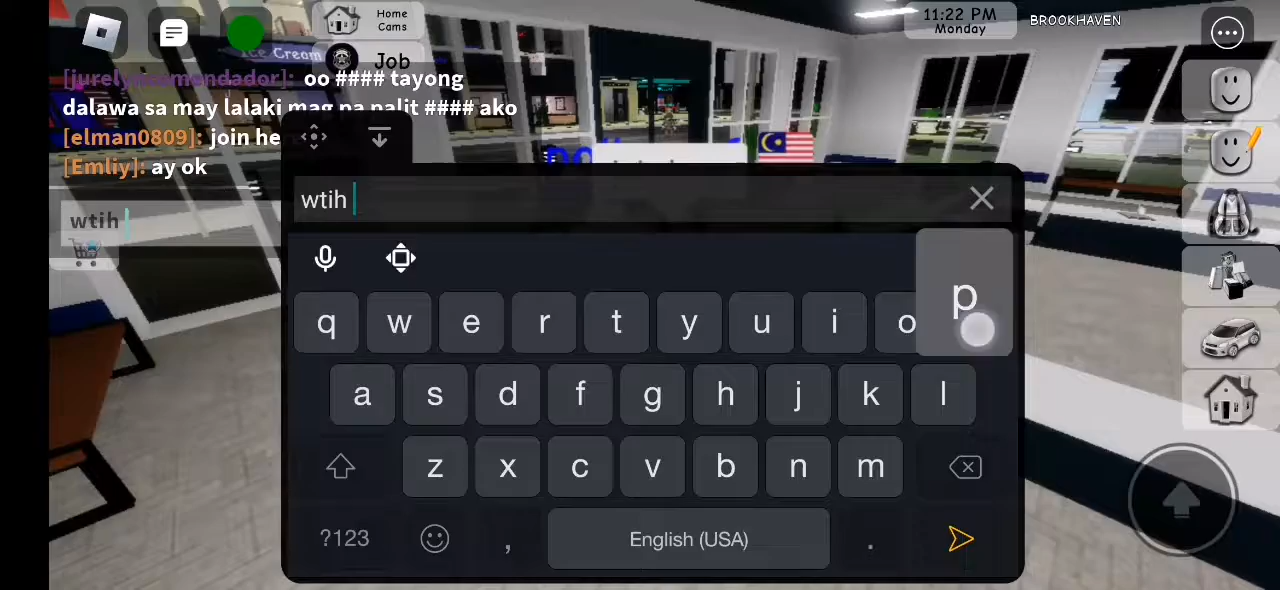 Home
Cams
Job
Ice Cream
11:22 PM
Monday
BROOKHAVEN
oo #### tayong
dalawa sa may lalaki mag pa palit #### ako
[elman0809]: join he
[Emliy]: ay ok
wtih
wtih
q w e r t y u i o p
a s d f g h j k l
z x c v b n m
?123 , English (USA) .